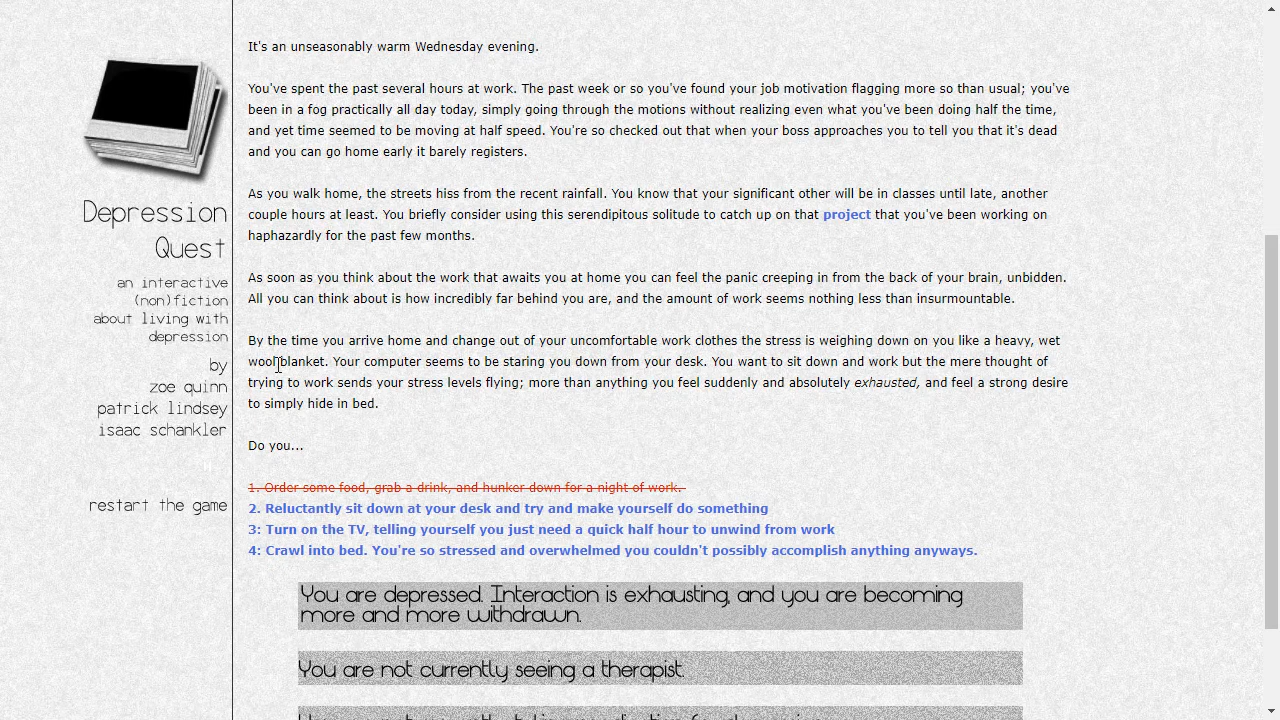 Depression
Quest
an interactive
(non)fiction
about living with
depression
by
zoe quinn
patrick lindsey
isaac schankler
restart the game
It's an unseasonably warm Wednesday evening.
You've spent the past several hours at work. The past week or so you've found your job motivation flagging more so than usual; you've
been in a fog practically all day today, simply going through the motions without realizing even what you've been doing half the time,
and yet time seemed to be moving at half speed. You're so checked out that when your boss approaches you to tell you that it's dead
and you can go home early it barely registers.
As you walk home, the streets hiss from the recent rainfall. You know that your significant other will be in classes until late, another
couple hours at least. You briefly consider using this serendipitous solitude to catch up on that project that you've been working on
haphazardly for the past few months.
As soon as you think about the work that awaits you at home you can feel the panic creeping in from the back of your brain, unbidden.
All you can think about is how incredibly far behind you are, and the amount of work seems nothing less than insurmountable.
By the time you arrive home and change out of your uncomfortable work clothes the stress is weighing down on you like a heavy, wet
wool blanket. Your computer seems to be staring you down from your desk. You want to sit down and work but the mere thought of
trying to work sends your stress levels flying; more than anything you feel suddenly and absolutely exhausted, and feel a strong desire
to simply hide in bed.
Do you...
1. Order some food, grab a drink, and hunker down for a night of work.
2. Reluctantly sit down at your desk and try and make yourself do something
3: Turn on the TV, telling yourself you just need a quick half hour to unwind from work
4: Crawl into bed. You're so stressed and overwhelmed you couldn't possibly accomplish anything anyways.
You are depressed. Interaction is exhausting, and you are becoming
more and more withdrawn.
You are not currently seeing a therapist.